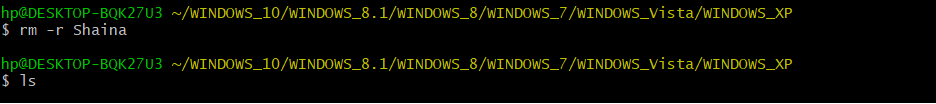 hp@DESKTOP-BQK27U3 ~/WINDOWS_10/WINDOWS_8.1/WINDOWS_8/WINDOWS_7/WINDOWS_Vista/WINDOWS_XP
$ rm -r Shaina
hp@DESKTOP-BQK27U3 ~/WINDOWS_10/WINDOWS_8.1/WINDOWS_8/WINDOWS_7/WINDOWS_Vista/WINDOWS_XP
$ ls